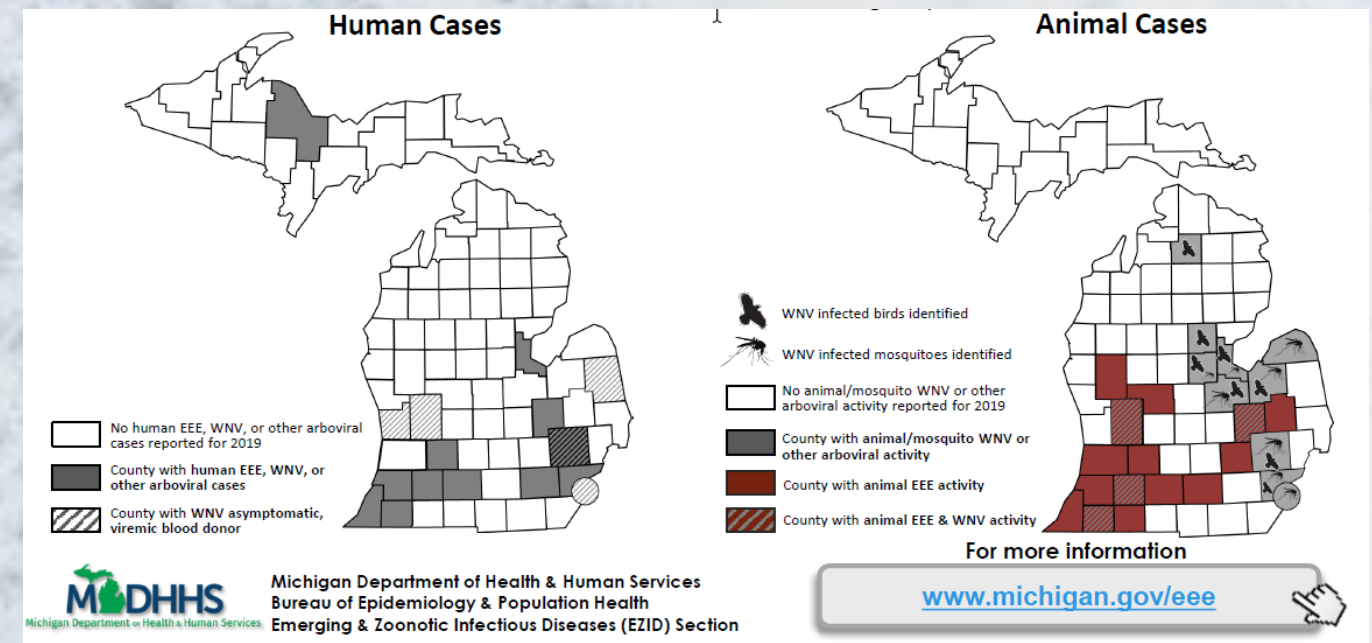 Human Cases
Animal Cases
No human EEE, WNV, or other arboviral
cases reported for 2019
County with human EEE, WNV, or
other arboviral cases
County with WNV asymptomatic,
viremic blood donor
WNV infected birds identified
WNV infected mosquitoes identified
No animal/mosquito WNV or other
arboviral activity reported for 2019
County with animal/mosquito WNV or
other arboviral activity
County with animal EEE activity
County with animal EEE & WNV activity
For more information
www.michigan.gov/eee
MDHHS
Michigan Department of Health & Human Services
Michigan Department of Health & Human Services
Bureau of Epidemiology & Population Health
Emerging & Zoonotic Infectious Diseases (EZID) Section